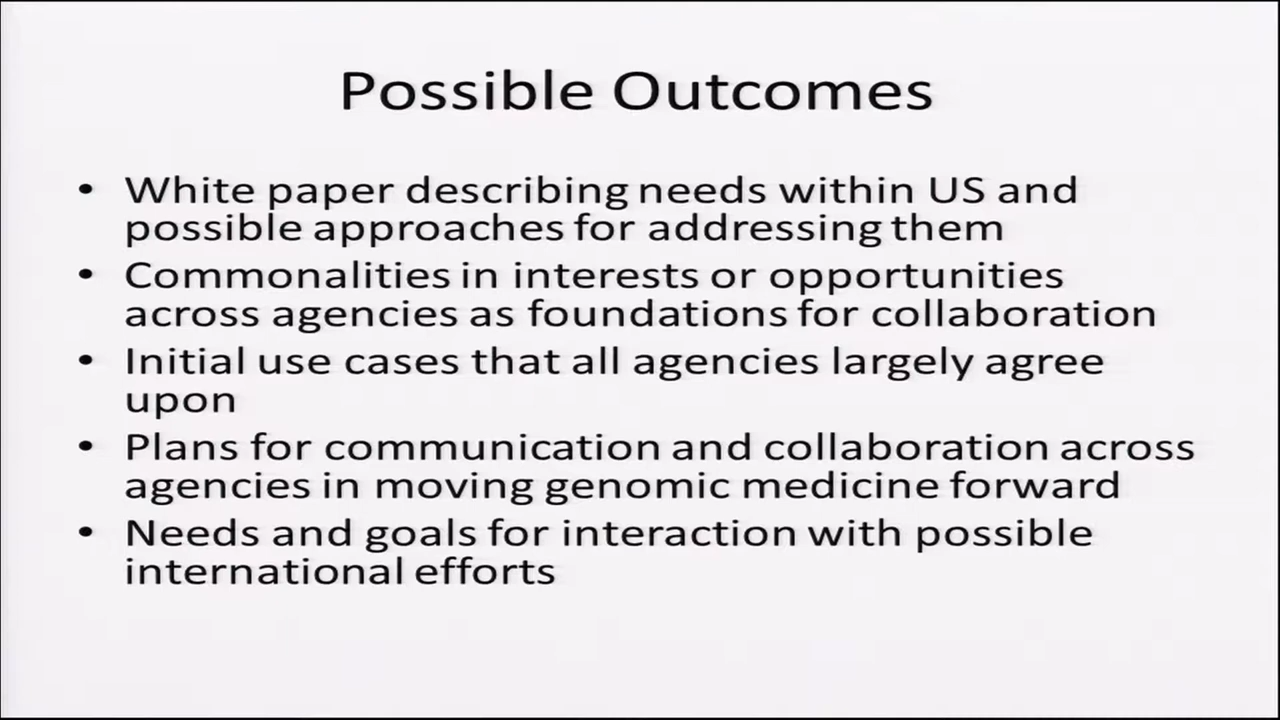 Possible Outcomes
• White paper describing needs within US and
possible approaches for addressing them
• Commonalities in interests or opportunities
across agencies as foundations for collaboration
• Initial use cases that all agencies largely agree
upon
• Plans for communication and collaboration across
agencies in moving genomic medicine forward
• Needs and goals for interaction with possible
international efforts